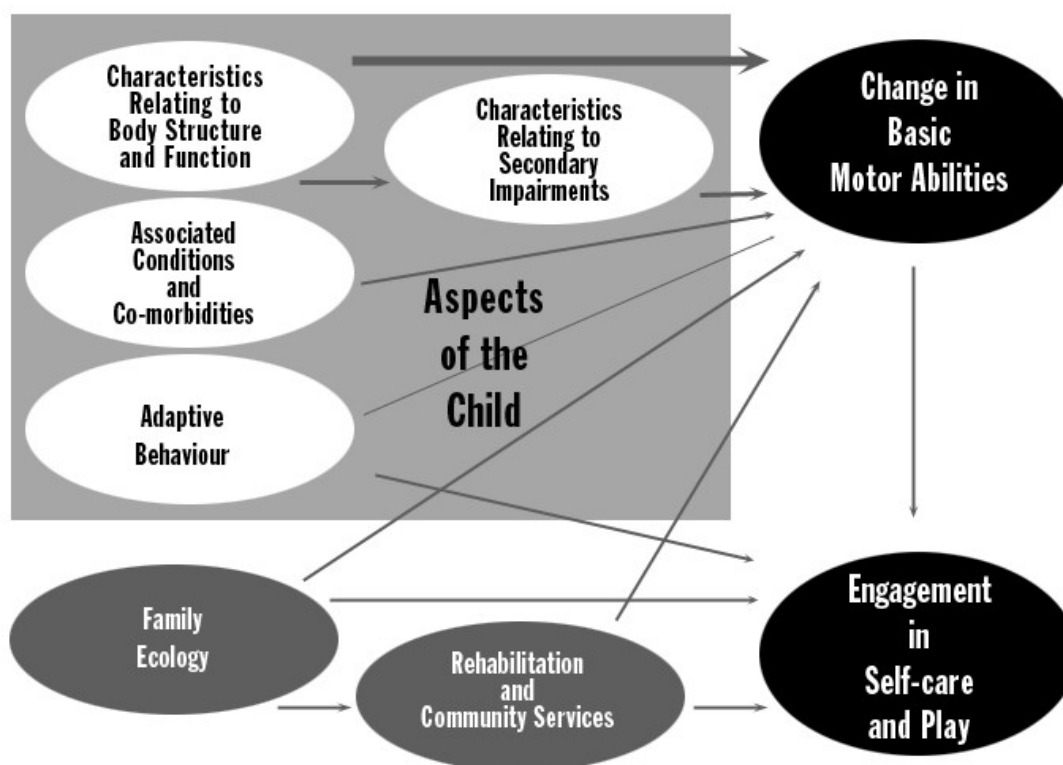 Characteristics
Relating to
Body Structure
and Function
Characteristics
Relating to
Secondary
Impairments
Change in
Basic
Motor Abilities
Associated
Conditions
and
Co-morbidities
Aspects
of the
Child
Adaptive
Behaviour
Family
Ecology
Rehabilitation
and
Community Services
Engagement
in
Self-care
and Play